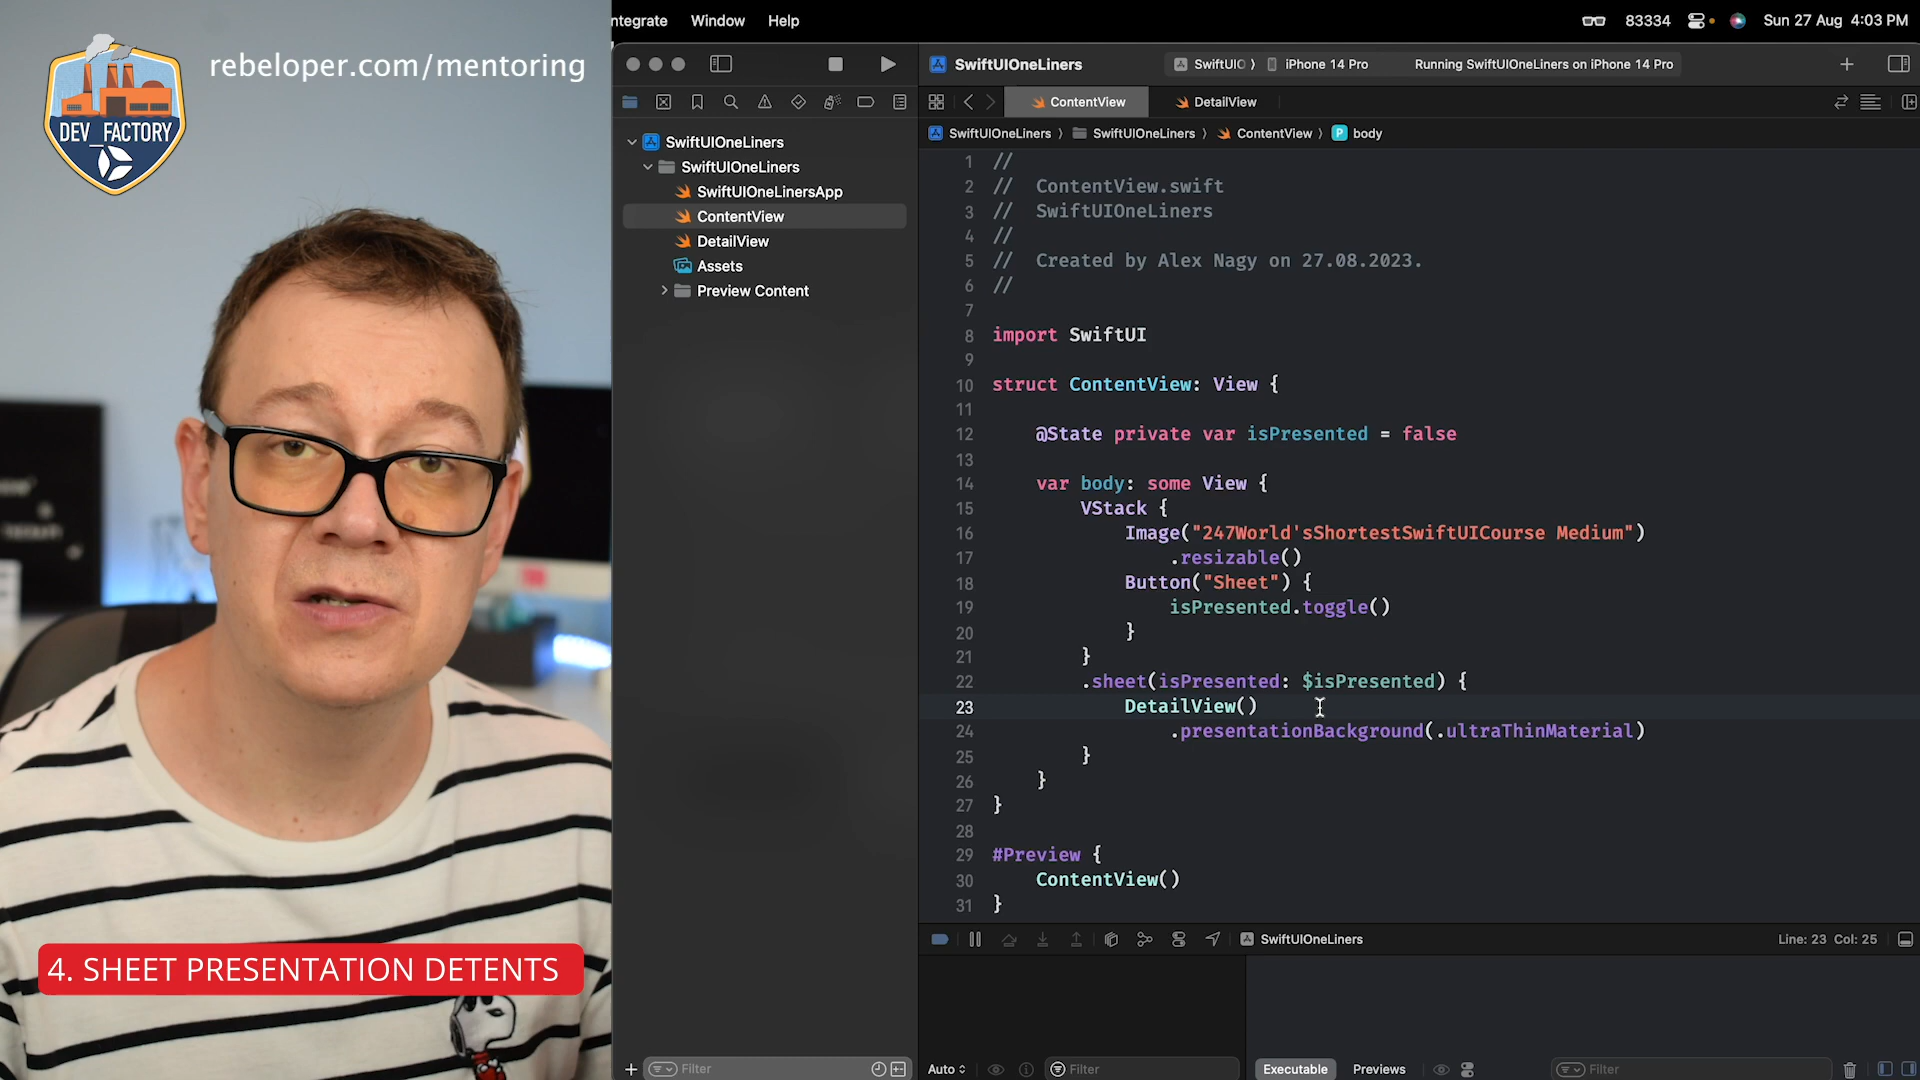 rebeloper.com/mentoring
DEV_FACTORY
4. SHEET PRESENTATION DETENTS
ntegrate Window Help
83334 Sun 27 Aug 4:03 PM
SwiftUIOneLiners
SwiftUIO ⟩ iPhone 14 Pro Running SwiftUIOneLiners on iPhone 14 Pro
ContentView DetailView
SwiftUIOneLiners ⟩ SwiftUIOneLiners ⟩ ContentView ⟩ P body
SwiftUIOneLiners
SwiftUIOneLiners
SwiftUIOneLinersApp
ContentView
DetailView
Assets
Preview Content
1 //
2 // ContentView.swift
3 // SwiftUIOneLiners
4 //
5 // Created by Alex Nagy on 27.08.2023.
6 //
7
8 import SwiftUI
9
10 struct ContentView: View {
11
12 @State private var isPresented = false
13
14 var body: some View {
15 VStack {
16 Image("247World'sShortestSwiftUICourse Medium")
17 .resizable()
18 Button("Sheet") {
19 isPresented.toggle()
20 }
21 }
22 .sheet(isPresented: $isPresented) {
23 DetailView()
24 .presentationBackground(.ultraThinMaterial)
25 }
26 }
27 }
28
29 #Preview {
30 ContentView()
31 }
SwiftUIOneLiners Line: 23 Col: 25
Filter Auto Filter Executable Previews Filter